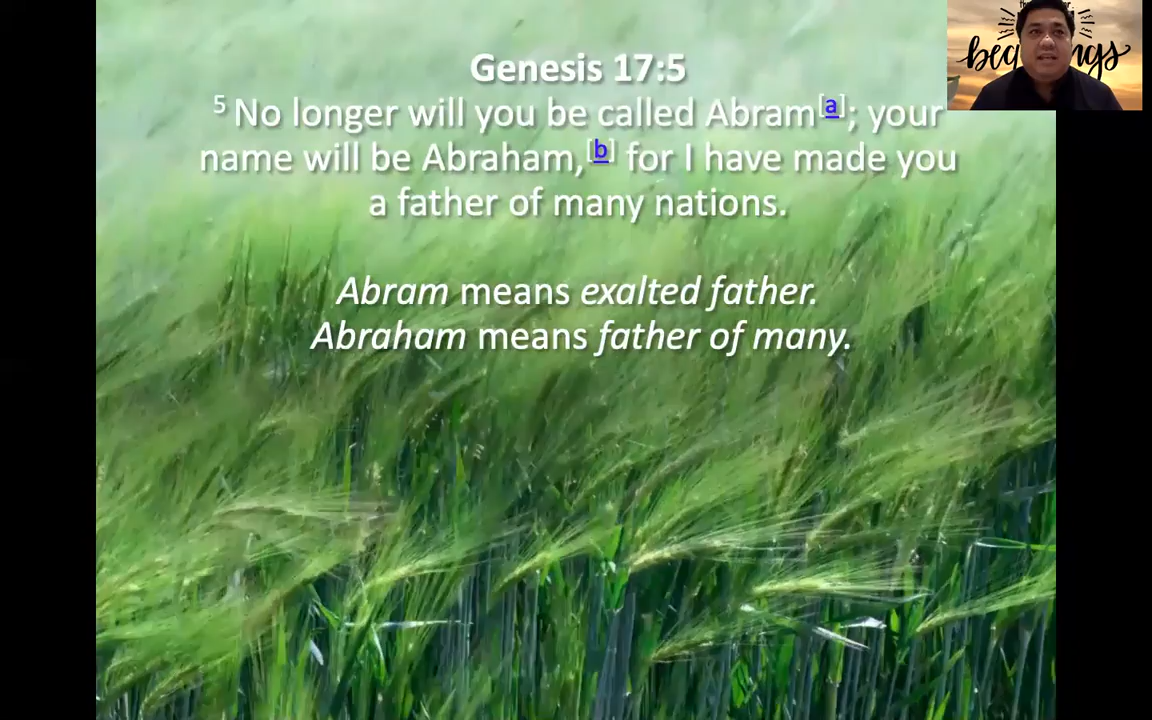 Genesis 17:5
5 No longer will you be called Abram[a]; your
name will be Abraham,[b] for I have made you
a father of many nations.
Abram means exalted father.
Abraham means father of many.